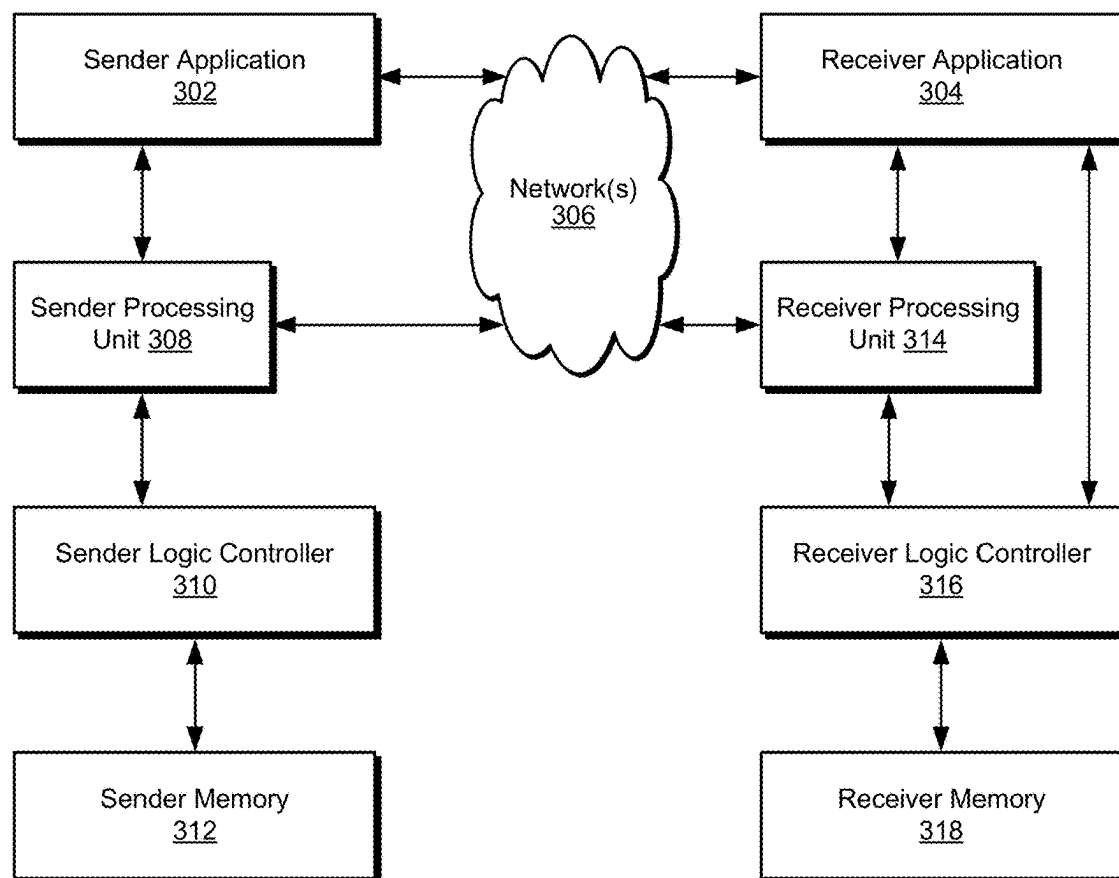 Sender Application
302
Receiver Application
304
Network(s)
306
Sender Processing
Unit 308
Receiver Processing
Unit 314
Sender Logic Controller
310
Receiver Logic Controller
316
Sender Memory
312
Receiver Memory
318